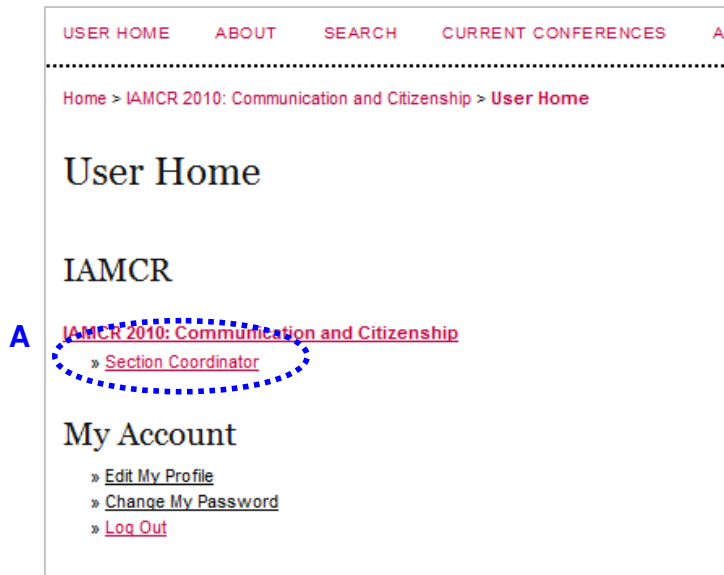 USER HOME ABOUT SEARCH CURRENT CONFERENCES A
Home > IAMCR 2010: Communication and Citizenship > User Home
User Home
IAMCR
A
IAMCR 2010: Communication and Citizenship
» Section Coordinator
My Account
» Edit My Profile
» Change My Password
» Log Out